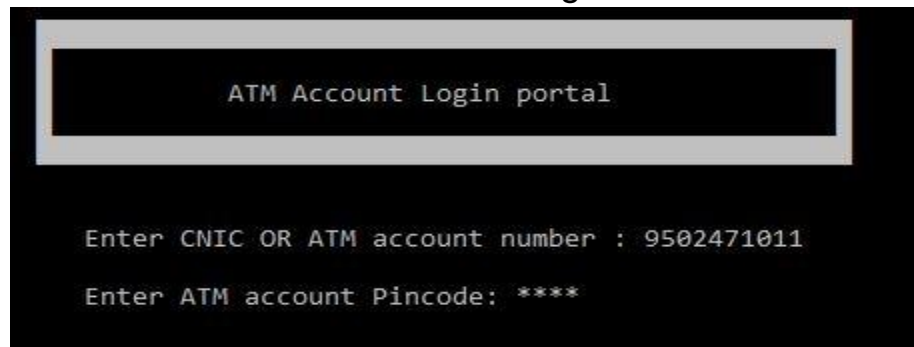 ATM Account Login portal
Enter CNIC OR ATM account number : 9502471011
Enter ATM account Pincode: ****